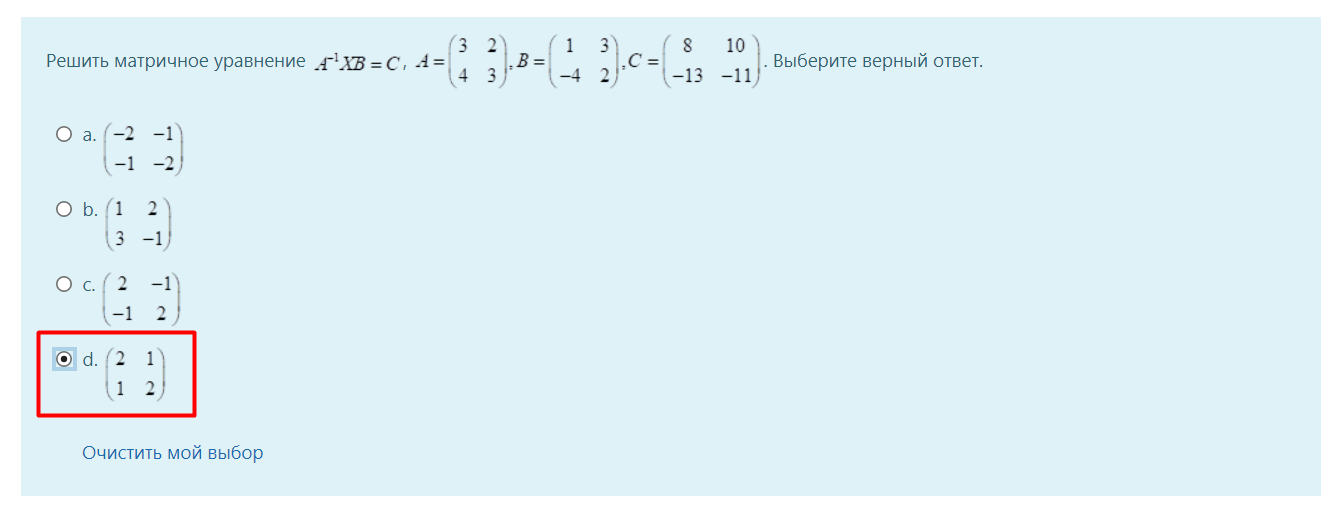 Решить матричное уравнение A⁻¹XB = C, A = (3 2; 4 3), B = (1 3; −4 2), C = (8 10; −13 −11). Выберите верный ответ.
a. (−2 −1; −1 −2)
b. (1 2; 3 −1)
c. (2 −1; −1 2)
d. (2 1; 1 2)
Очистить мой выбор